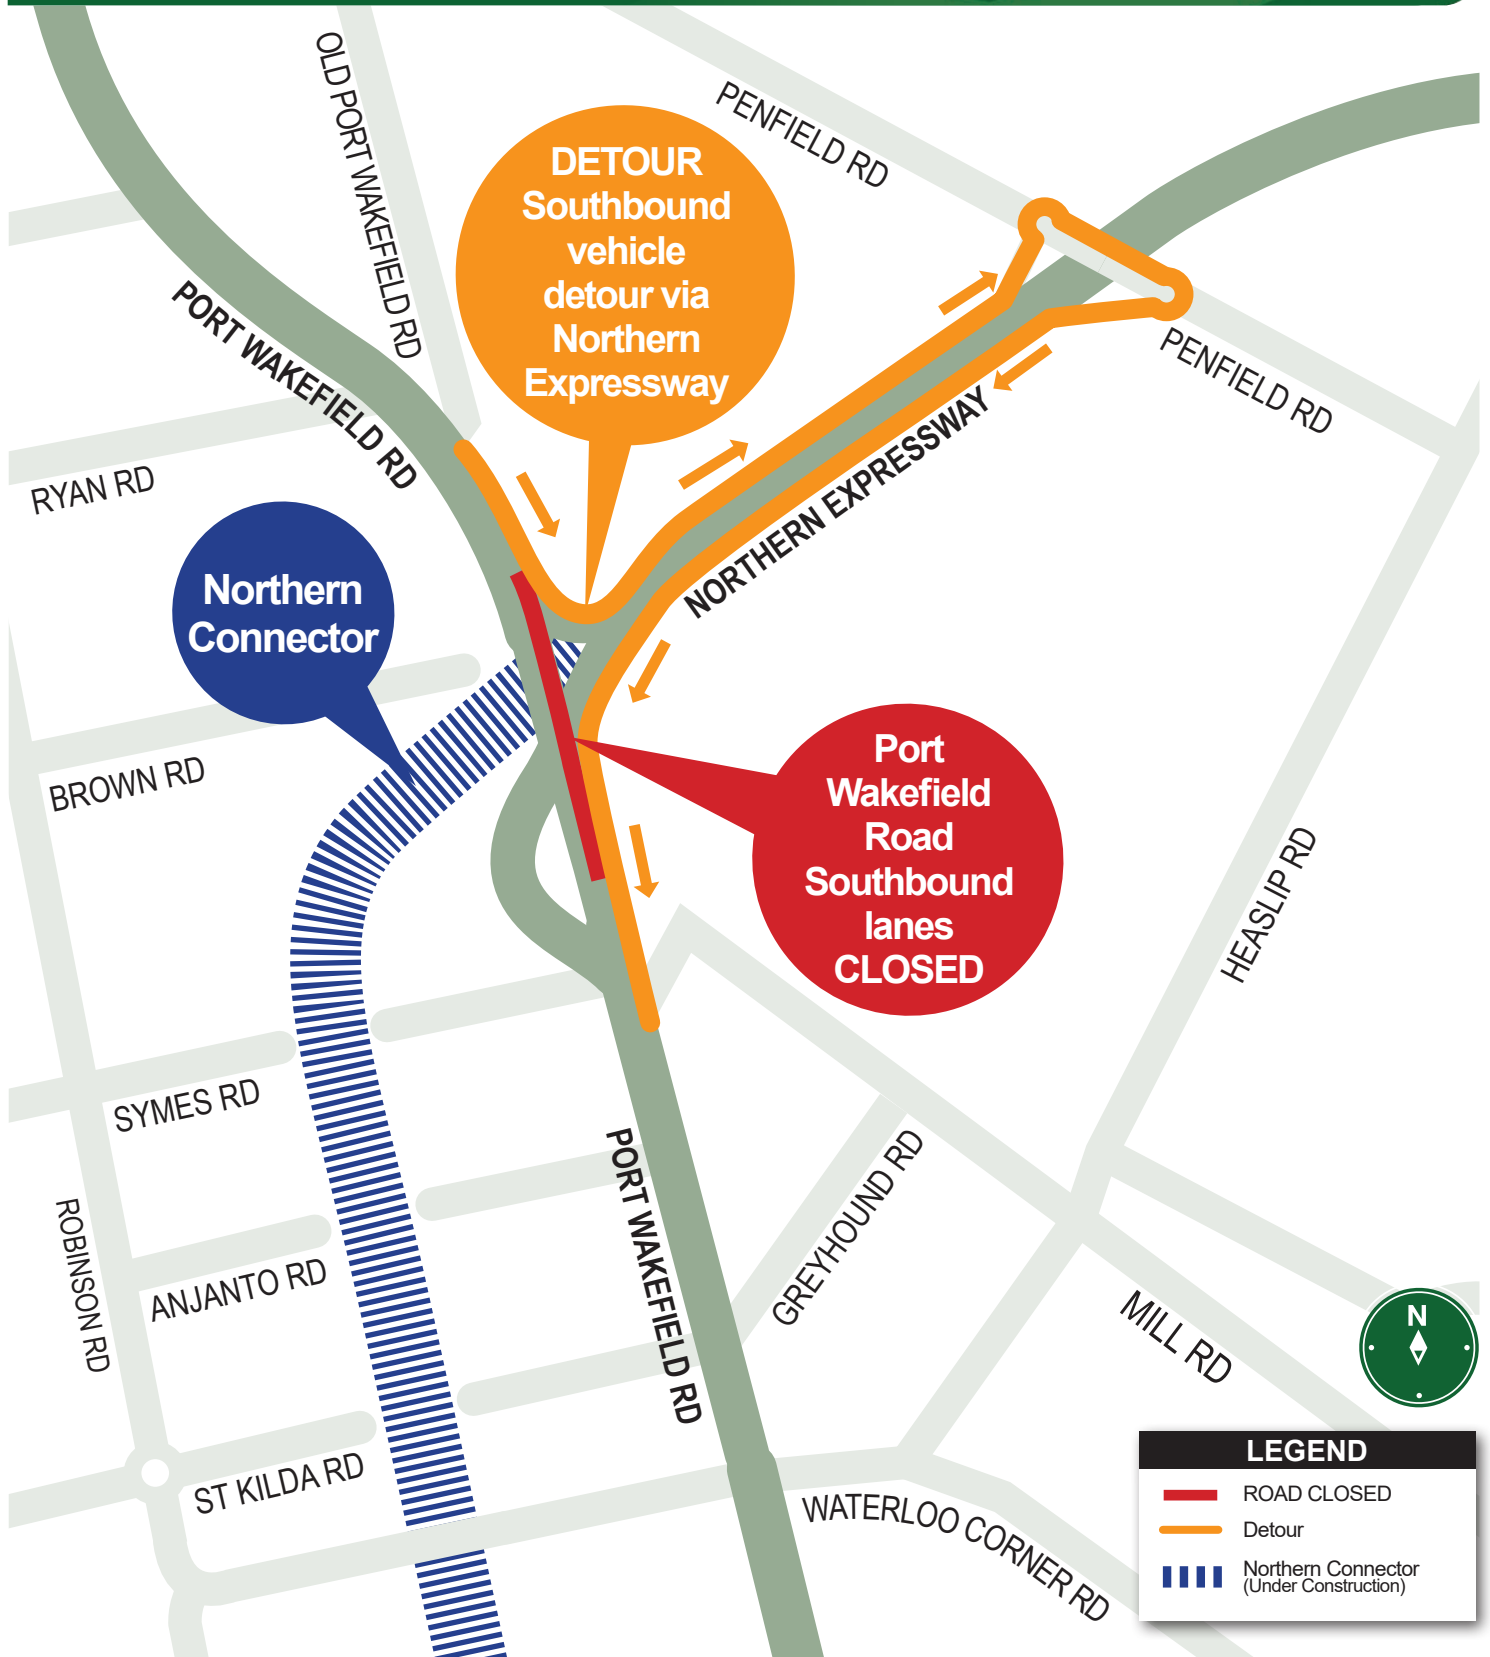 OLD PORT WAKEFIELD RD
PENFIELD RD
DETOUR
Southbound
vehicle
detour via
Northern
Expressway
PORT WAKEFIELD RD
PENFIELD RD
RYAN RD
NORTHERN EXPRESSWAY
Northern
Connector
BROWN RD
Port
Wakefield
Road
Southbound
lanes
CLOSED
HEASLIP RD
SYMES RD
PORT WAKEFIELD RD
GREYHOUND RD
ROBINSON RD
ANJANTO RD
MILL RD
N
ST KILDA RD
WATERLOO CORNER RD
LEGEND
ROAD CLOSED
Detour
Northern Connector
(Under Construction)